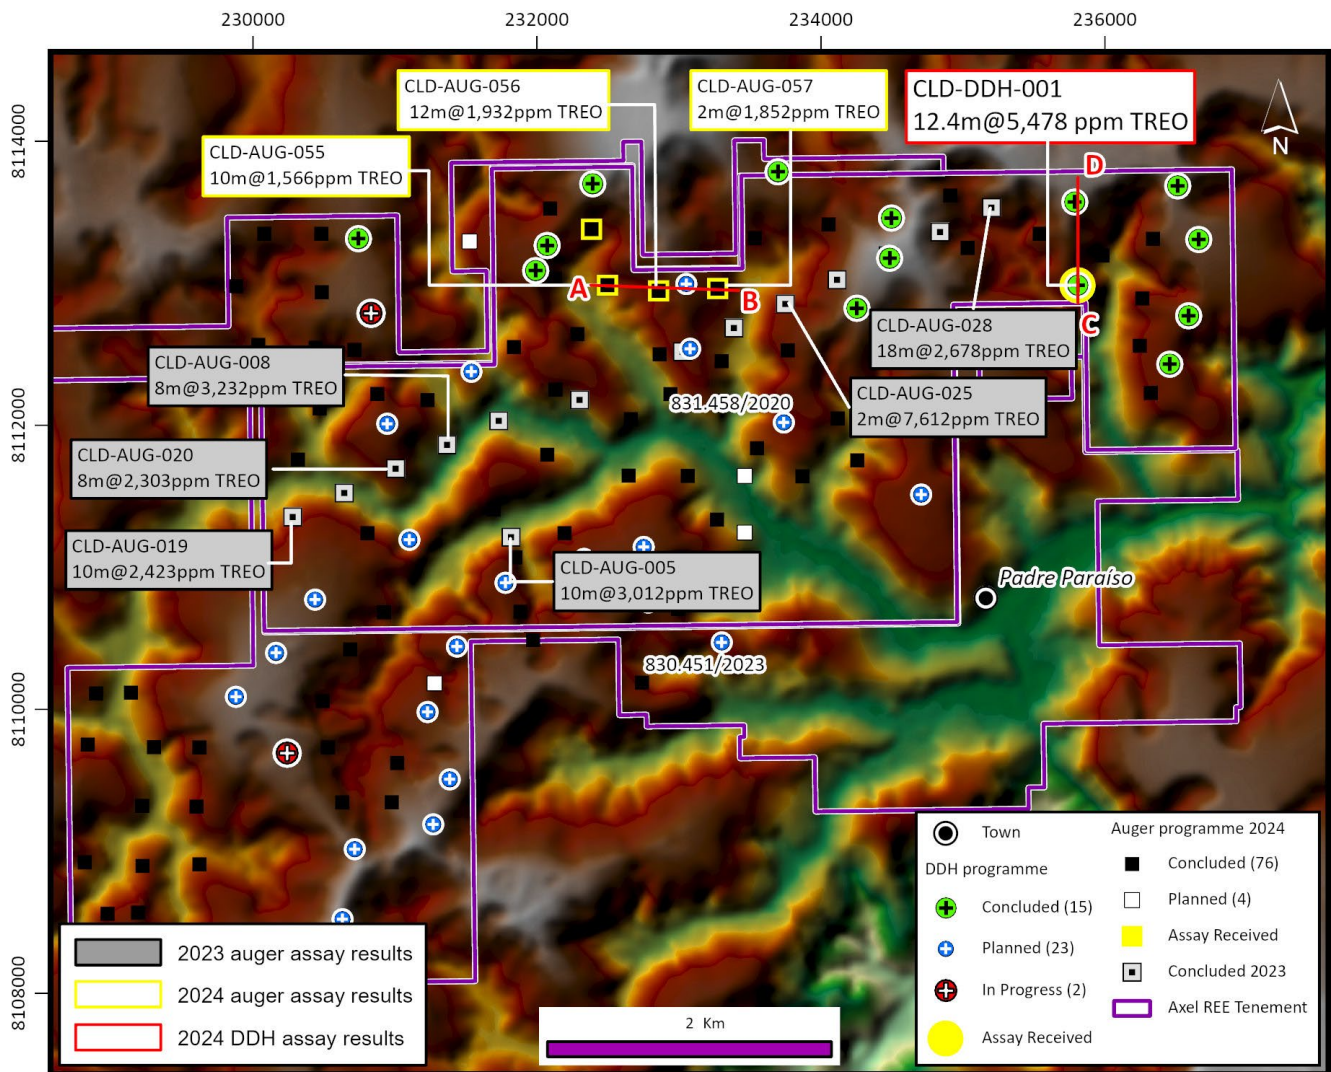 230000
232000
234000
236000
8114000
8112000
8110000
8108000
CLD-AUG-056
12m@1,932ppm TREO
CLD-AUG-057
2m@1,852ppm TREO
CLD-DDH-001
12.4m@5,478 ppm TREO
N
CLD-AUG-055
10m@1,566ppm TREO
D
A
B
C
CLD-AUG-028
18m@2,678ppm TREO
CLD-AUG-008
8m@3,232ppm TREO
CLD-AUG-025
2m@7,612ppm TREO
831.458/2020
CLD-AUG-020
8m@2,303ppm TREO
CLD-AUG-019
10m@2,423ppm TREO
CLD-AUG-005
10m@3,012ppm TREO
Padre Paraíso
830.451/2023
2023 auger assay results
2024 auger assay results
2024 DDH assay results
2 Km
Town
DDH programme
Concluded (15)
Planned (23)
In Progress (2)
Assay Received
Auger programme 2024
Concluded (76)
Planned (4)
Assay Received
Concluded 2023
Axel REE Tenement